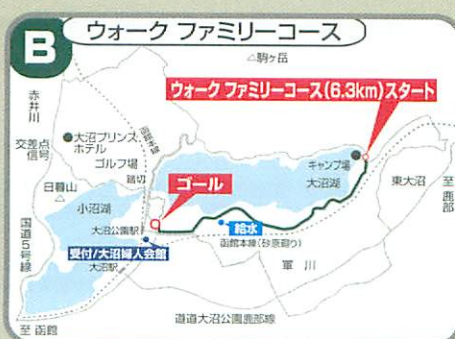 B
ウォーク ファミリーコース
△駒ヶ岳
赤井川
ウォーク ファミリーコース(6.3km)スタート
大沼プリンス
ホテル
函館本線
交差点
信号
ゴルフ場
踏切
キャンプ場
大沼湖
東大沼
至鹿部
日暮山
△
ゴール
小沼湖
国道5号線
大沼公園駅
給水
受付/大沼婦人会館
函館本線(砂原廻り)
大沼駅
軍川
道道大沼公園鹿部線
至函館